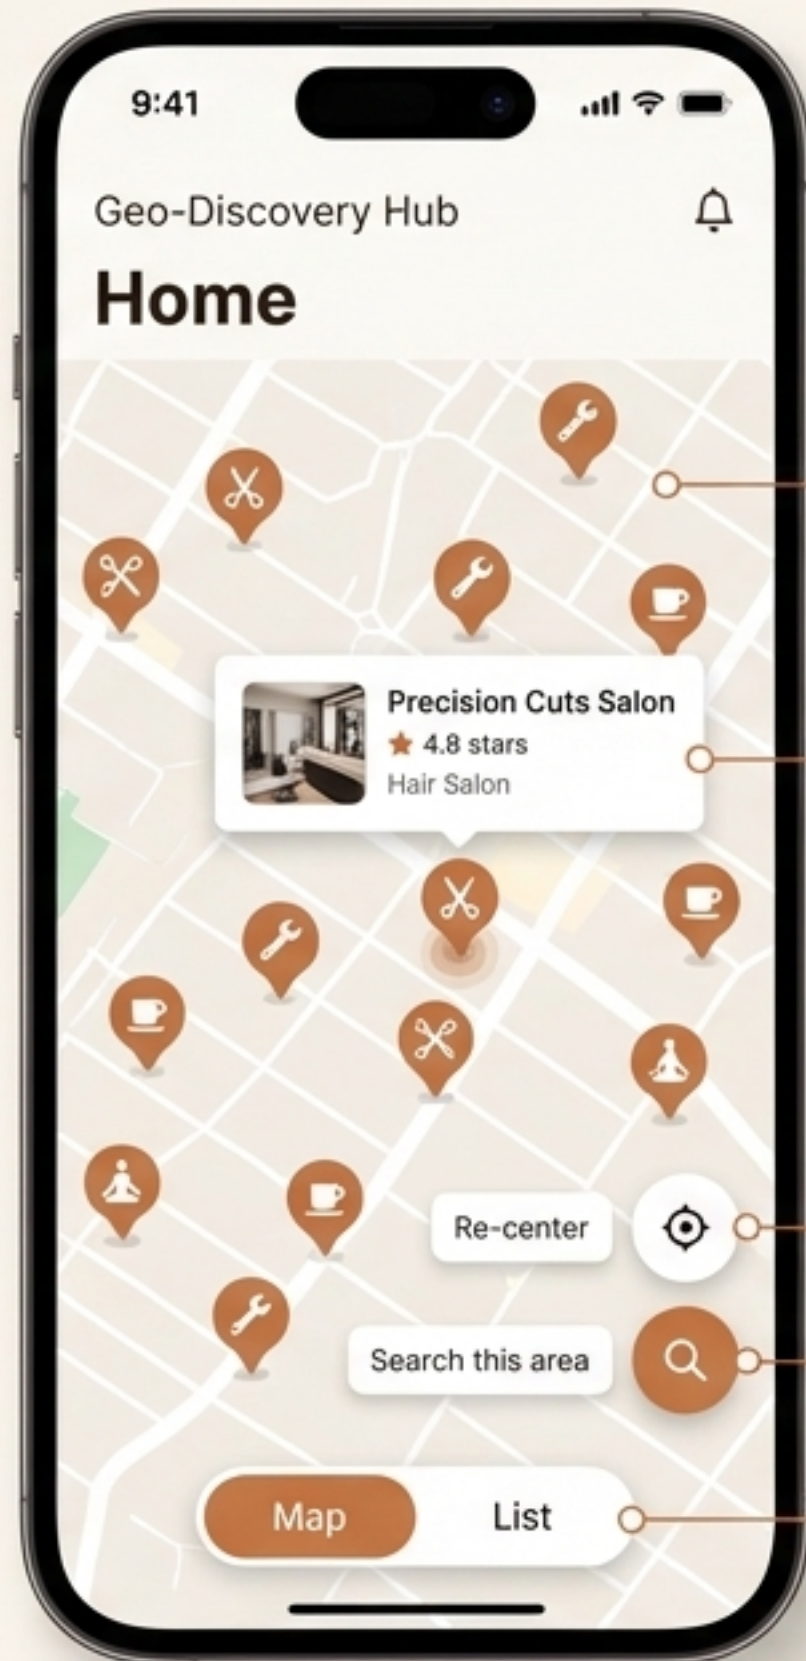 9:41
Geo-Discovery Hub
Home
Precision Cuts Salon
4.8 stars
Hair Salon
Re-center
Search this area
Map
List